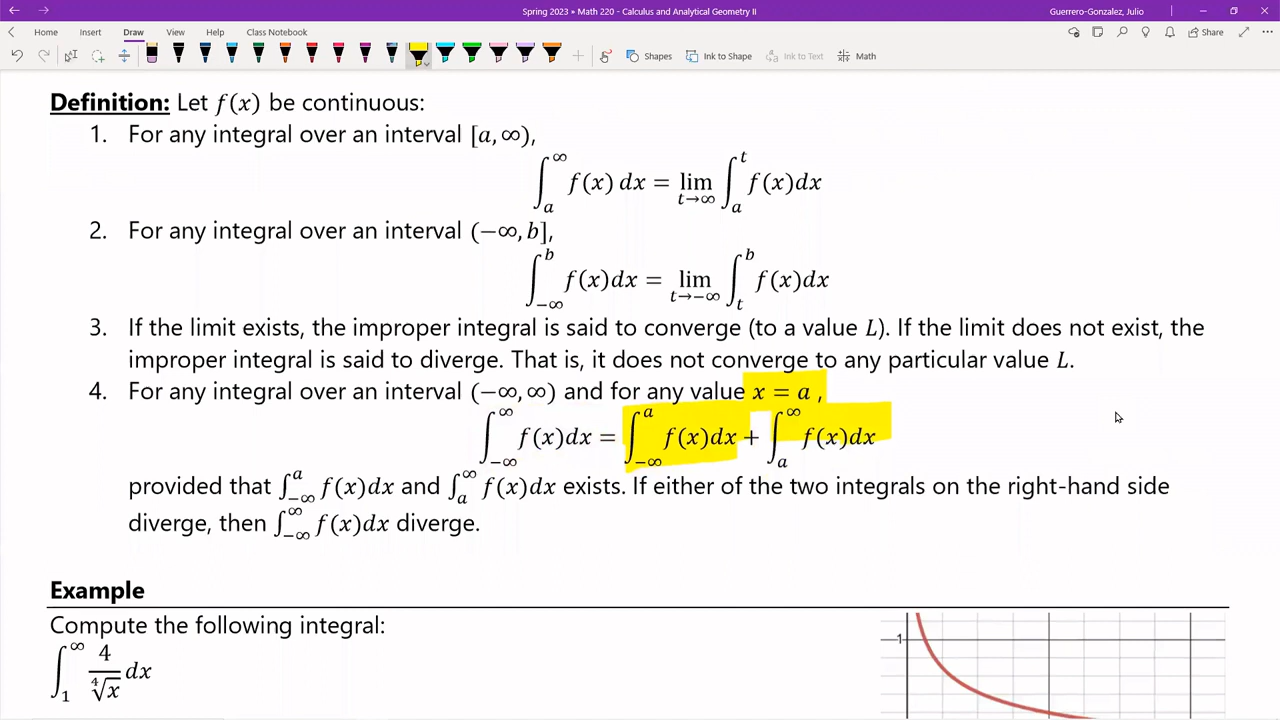 Spring 2023 » Math 220 - Calculus and Analytical Geometry II
Guerrero-Gonzalez, Julio
Home Insert Draw View Help Class Notebook
Share
Shapes Ink to Shape Ink to Text Math
Definition: Let f(x) be continuous:
1. For any integral over an interval [a, ∞),
∫_a^∞ f(x) dx = lim_{t→∞} ∫_a^t f(x)dx
2. For any integral over an interval (−∞, b],
∫_{−∞}^b f(x)dx = lim_{t→−∞} ∫_t^b f(x)dx
3. If the limit exists, the improper integral is said to converge (to a value L). If the limit does not exist, the
improper integral is said to diverge. That is, it does not converge to any particular value L.
4. For any integral over an interval (−∞, ∞) and for any value x = a ,
∫_{−∞}^∞ f(x)dx = ∫_{−∞}^a f(x)dx + ∫_a^∞ f(x)dx
provided that ∫_{−∞}^a f(x)dx and ∫_a^∞ f(x)dx exists. If either of the two integrals on the right-hand side
diverge, then ∫_{−∞}^∞ f(x)dx diverge.
Example
Compute the following integral:
∫_1^∞ 4/∜x dx
1